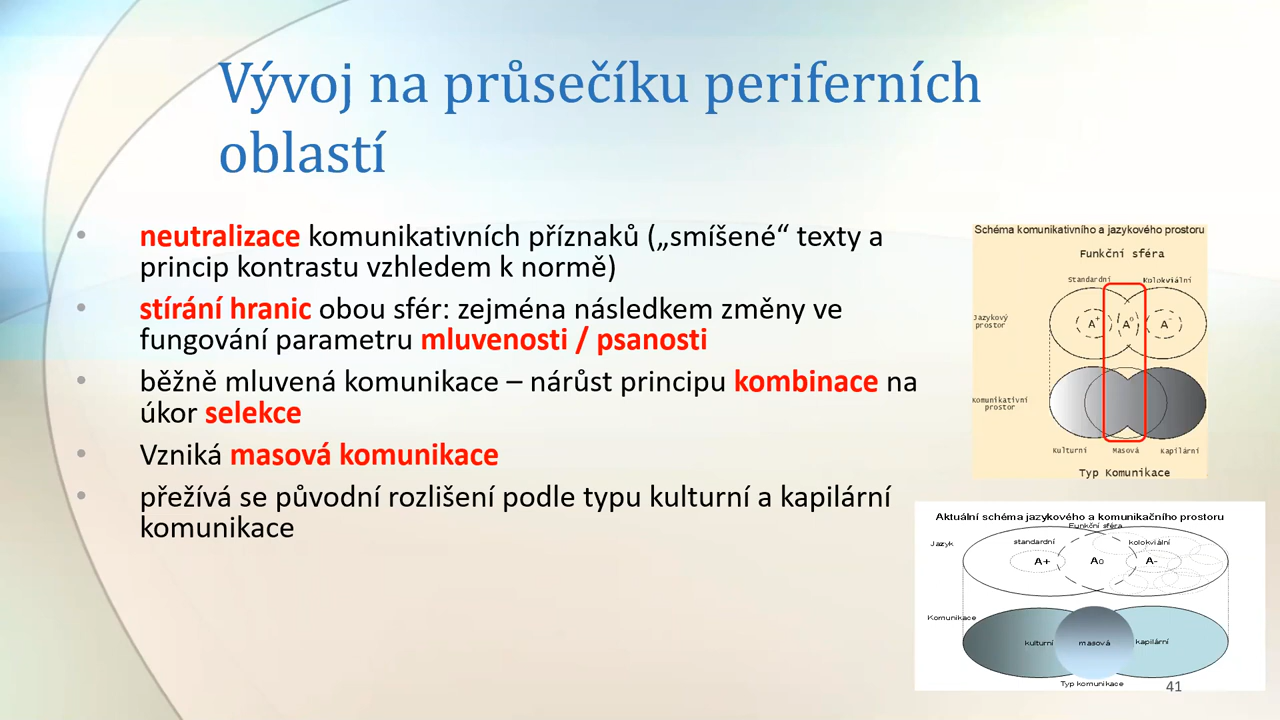 Vývoj na průsečíku periferních
oblastí
• neutralizace komunikativních příznaků („smíšené“ texty a
princip kontrastu vzhledem k normě)
• stírání hranic obou sfér: zejména následkem změny ve
fungování parametru mluvenosti / psanosti
• běžně mluvená komunikace – nárůst principu kombinace na
úkor selekce
• Vzniká masová komunikace
• přežívá se původní rozlišení podle typu kulturní a kapilární
komunikace
Schéma komunikativního a jazykového prostoru
Funkční sféra
Standardní Kolokviální
Jazykový
prostor
A+ A° A-
Komunikativní
prostor
Kulturní Masová Kapilární
Typ Komunikace
Aktuální schéma jazykového a komunikačního prostoru
Funkční sféra
Jazyk standardní kolokviální
A+ A0 A-
Komunikace
kulturní masová kapilární
Typ komunikace
41